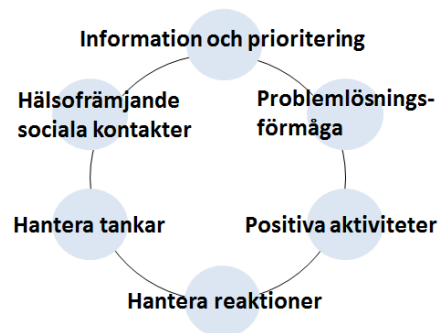 Information och prioritering
Problemlösnings-
förmåga
Positiva aktiviteter
Hantera reaktioner
Hantera tankar
Hälsofrämjande
sociala kontakter